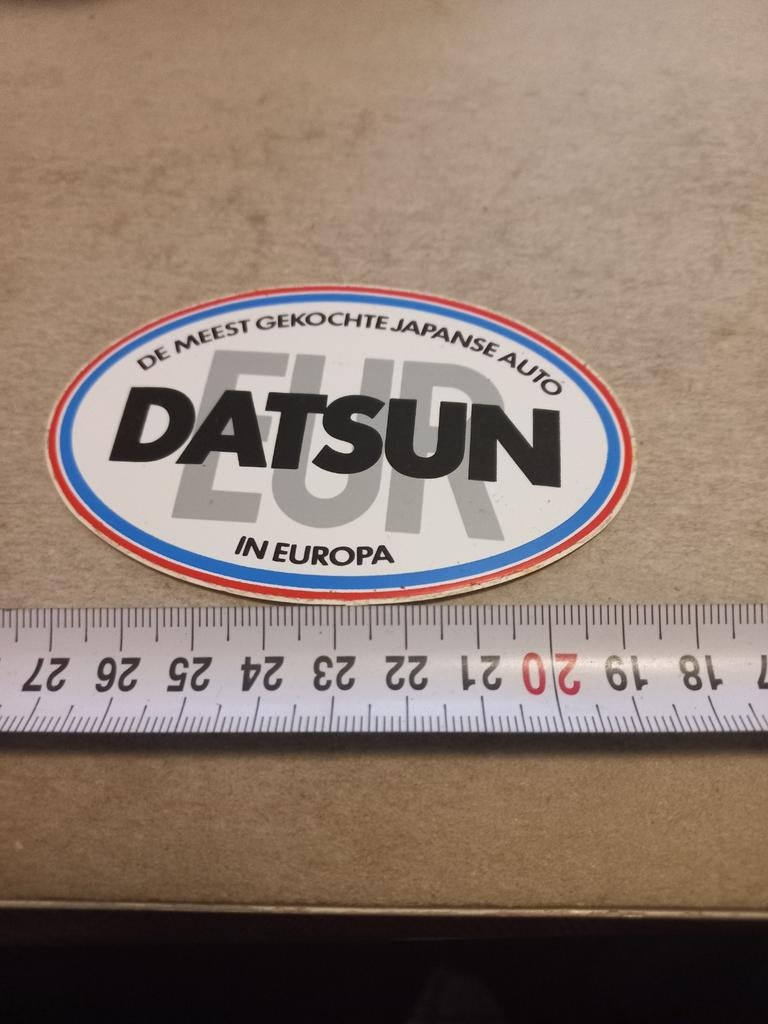 DE MEEST GEKOCHTE JAPANSE AUTO
EUR
DATSUN
IN EUROPA
27 26 25 24 23 22 21 20 19 18